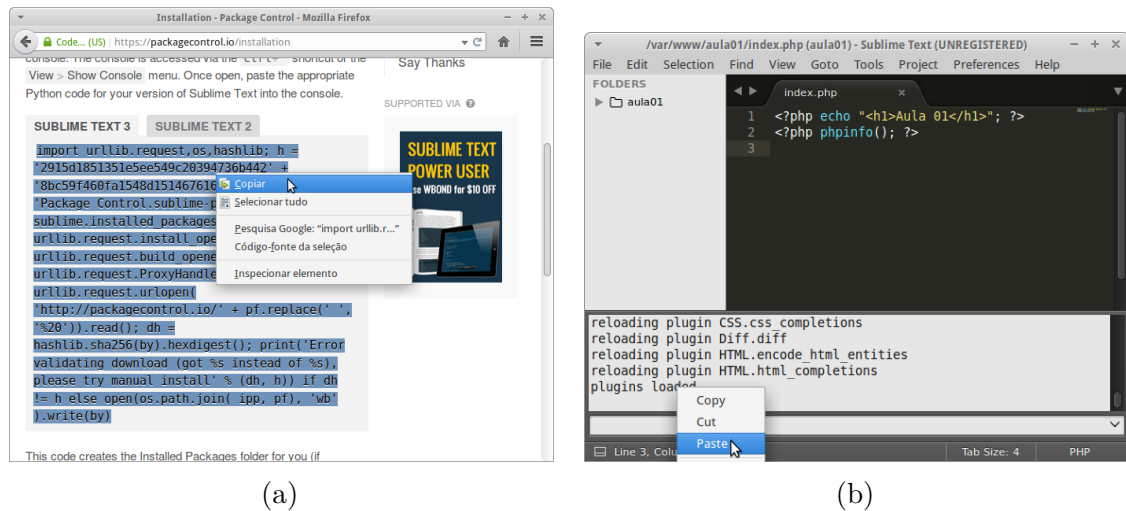 Installation - Package Control - Mozilla Firefox
Code... (US) https://packagecontrol.io/installation
console. The console is accessed via the ctrl+` shortcut or the
View > Show Console menu. Once open, paste the appropriate
Python code for your version of Sublime Text into the console.
SUBLIME TEXT 3 SUBLIME TEXT 2
import urllib.request,os,hashlib; h =
'2915d1851351e5ee549c20394736b442' +
'8bc59f460fa1548d151467616
'Package Control.sublime-p
sublime.installed_packages
urllib.request.install_ope
urllib.request.build_opene
urllib.request.ProxyHandle
urllib.request.urlopen(
'http://packagecontrol.io/' + pf.replace(' ',
'%20')).read(); dh =
hashlib.sha256(by).hexdigest(); print('Error
validating download (got %s instead of %s),
please try manual install' % (dh, h)) if dh
!= h else open(os.path.join( ipp, pf), 'wb'
).write(by)
This code creates the Installed Packages folder for you (if
Copiar
Selecionar tudo
Pesquisa Google: “import urllib.r...”
Código-fonte da seleção
Inspecionar elemento
Say Thanks
SUPPORTED VIA
SUBLIME TEXT
POWER USER
se WBOND for $10 OFF
(a)
/var/www/aula01/index.php (aula01) - Sublime Text (UNREGISTERED)
File Edit Selection Find View Goto Tools Project Preferences Help
FOLDERS
aula01
index.php
1 <?php echo "<h1>Aula 01</h1>"; ?>
2 <?php phpinfo(); ?>
3
reloading plugin CSS.css_completions
reloading plugin Diff.diff
reloading plugin HTML.encode_html_entities
reloading plugin HTML.html_completions
plugins loaded
Copy
Cut
Paste
Line 3, Colu Tab Size: 4 PHP
(b)